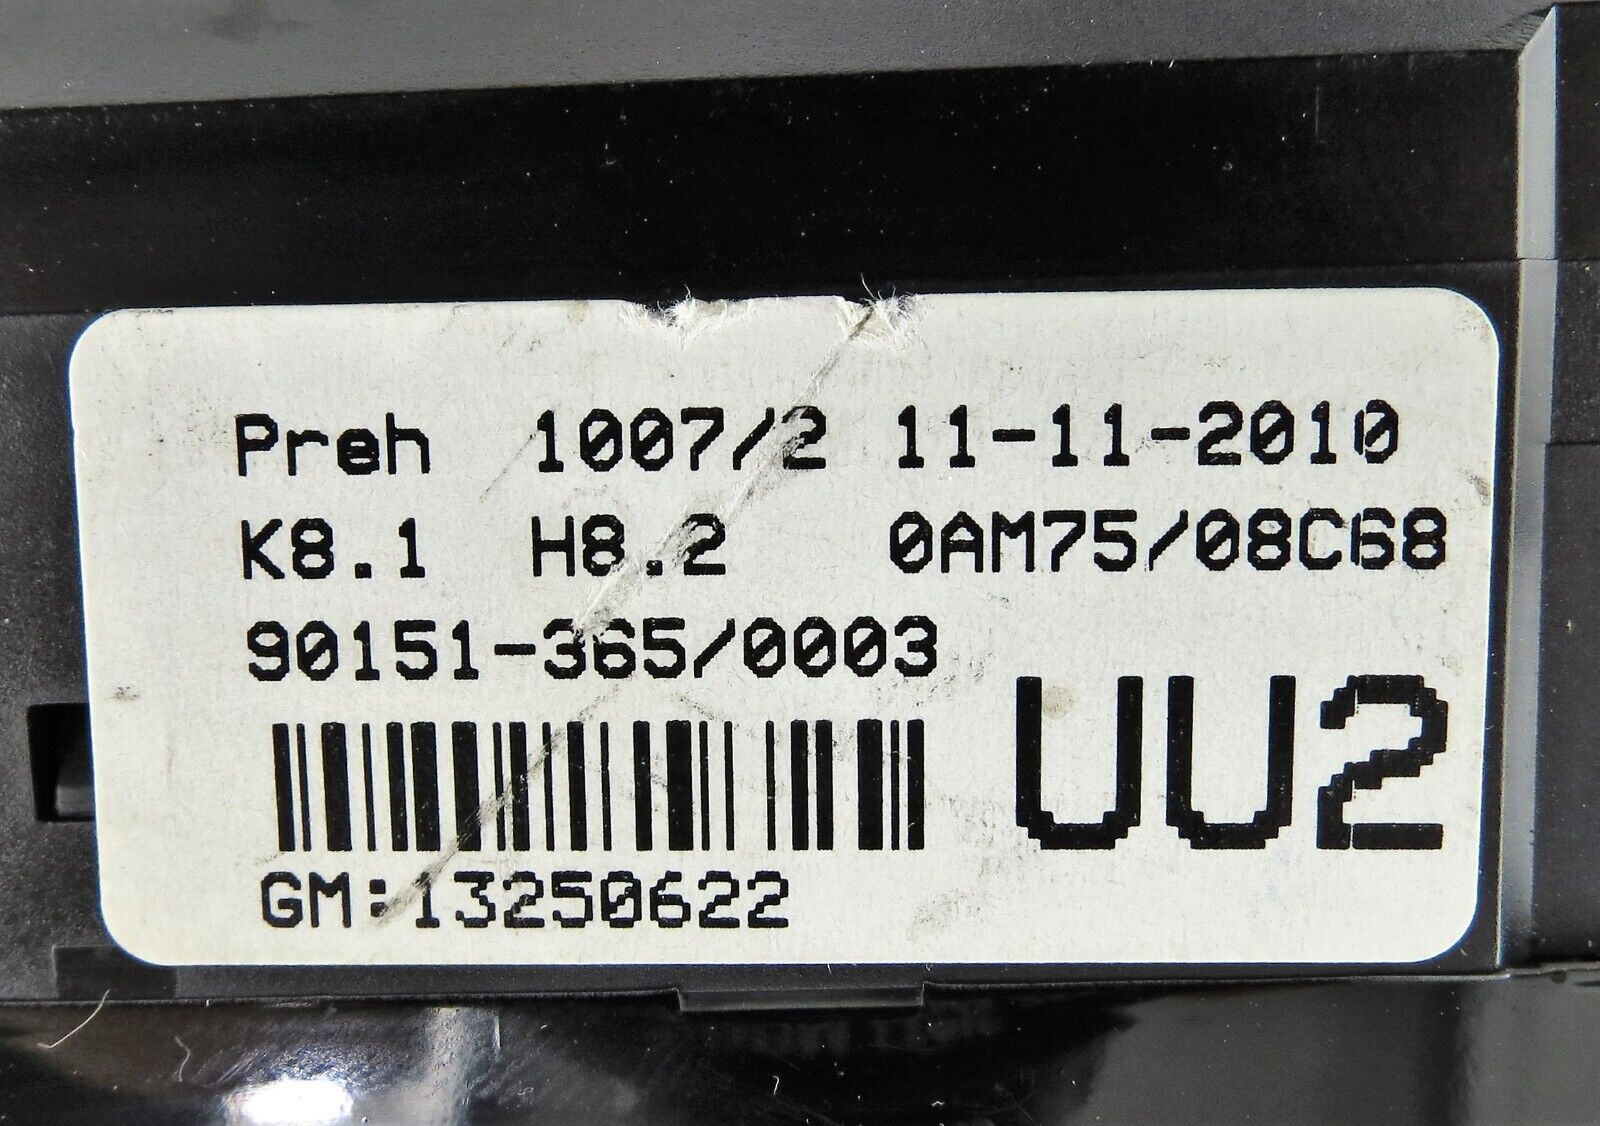 Preh 1007/2 11-11-2010
K8.1 H8.2 0AM75/08C68
90151-365/0003
UU2
GM:13250622